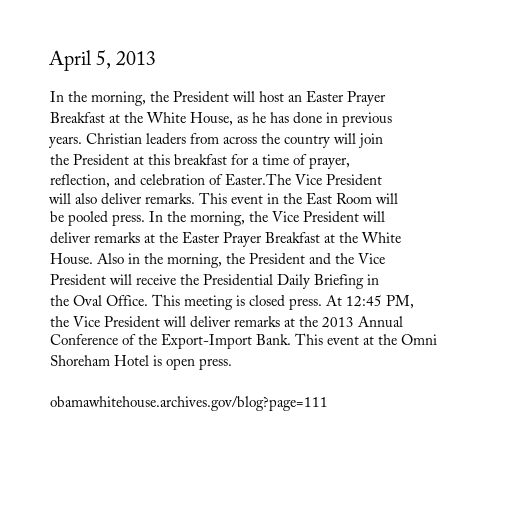 April 5, 2013
In the morning, the President will host an Easter Prayer
Breakfast at the White House, as he has done in previous
years. Christian leaders from across the country will join
the President at this breakfast for a time of prayer,
reflection, and celebration of Easter.The Vice President
will also deliver remarks. This event in the East Room will
be pooled press. In the morning, the Vice President will
deliver remarks at the Easter Prayer Breakfast at the White
House. Also in the morning, the President and the Vice
President will receive the Presidential Daily Briefing in
the Oval Office. This meeting is closed press. At 12:45 PM,
the Vice President will deliver remarks at the 2013 Annual
Conference of the Export-Import Bank. This event at the Omni
Shoreham Hotel is open press.
obamawhitehouse.archives.gov/blog?page=111